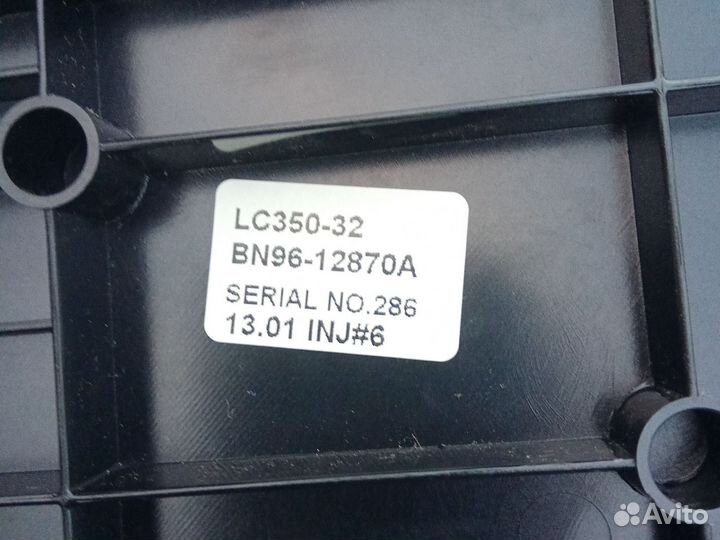 LC350-32
BN96-12870A
SERIAL NO.286
13.01 INJ#6
Avito